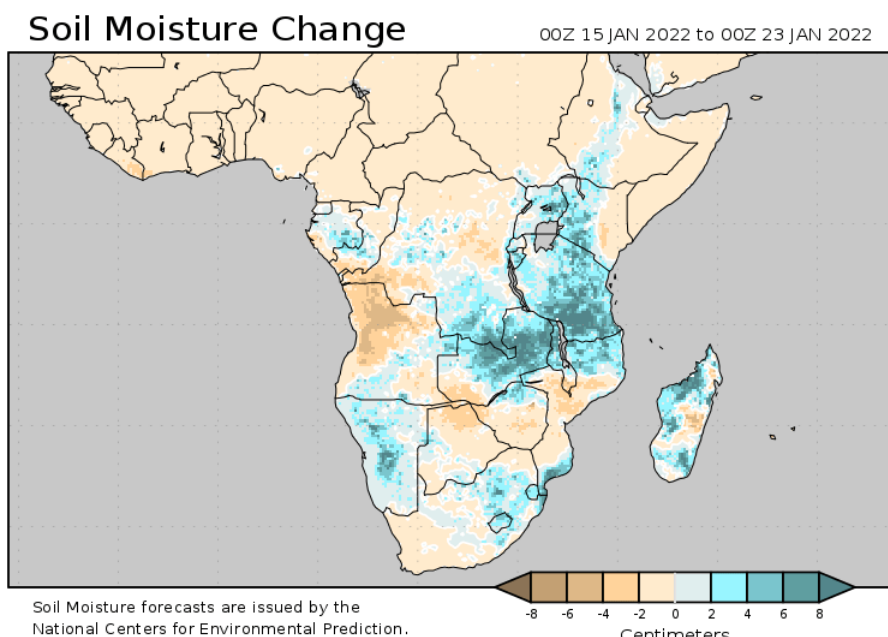 Soil Moisture Change
00Z 15 JAN 2022 to 00Z 23 JAN 2022
-8 -6 -4 -2 0 2 4 6 8
Soil Moisture forecasts are issued by the
National Centers for Environmental Prediction.
Centimeters